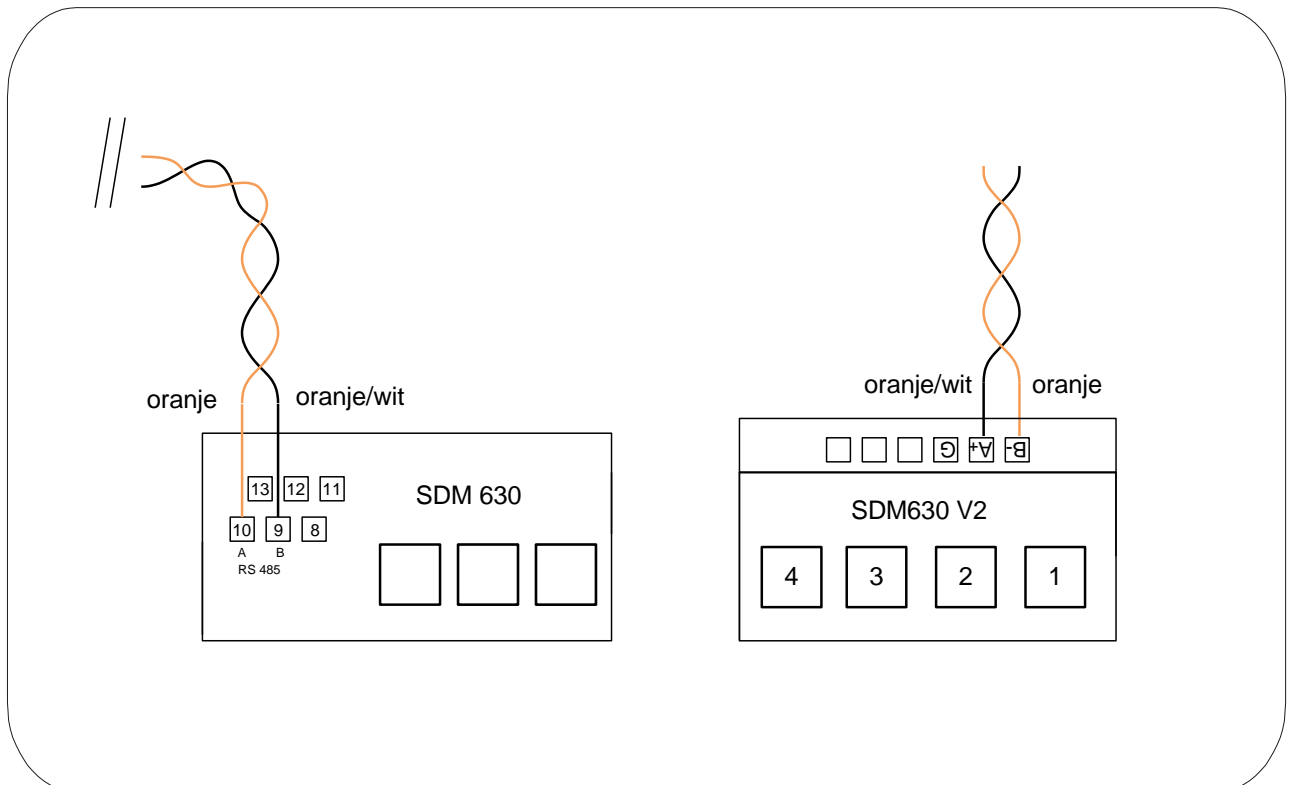 oranje
oranje/wit
13 12 11
SDM 630
10 9 8
A B
RS 485
oranje/wit
oranje
G A+ B-
SDM630 V2
4 3 2 1